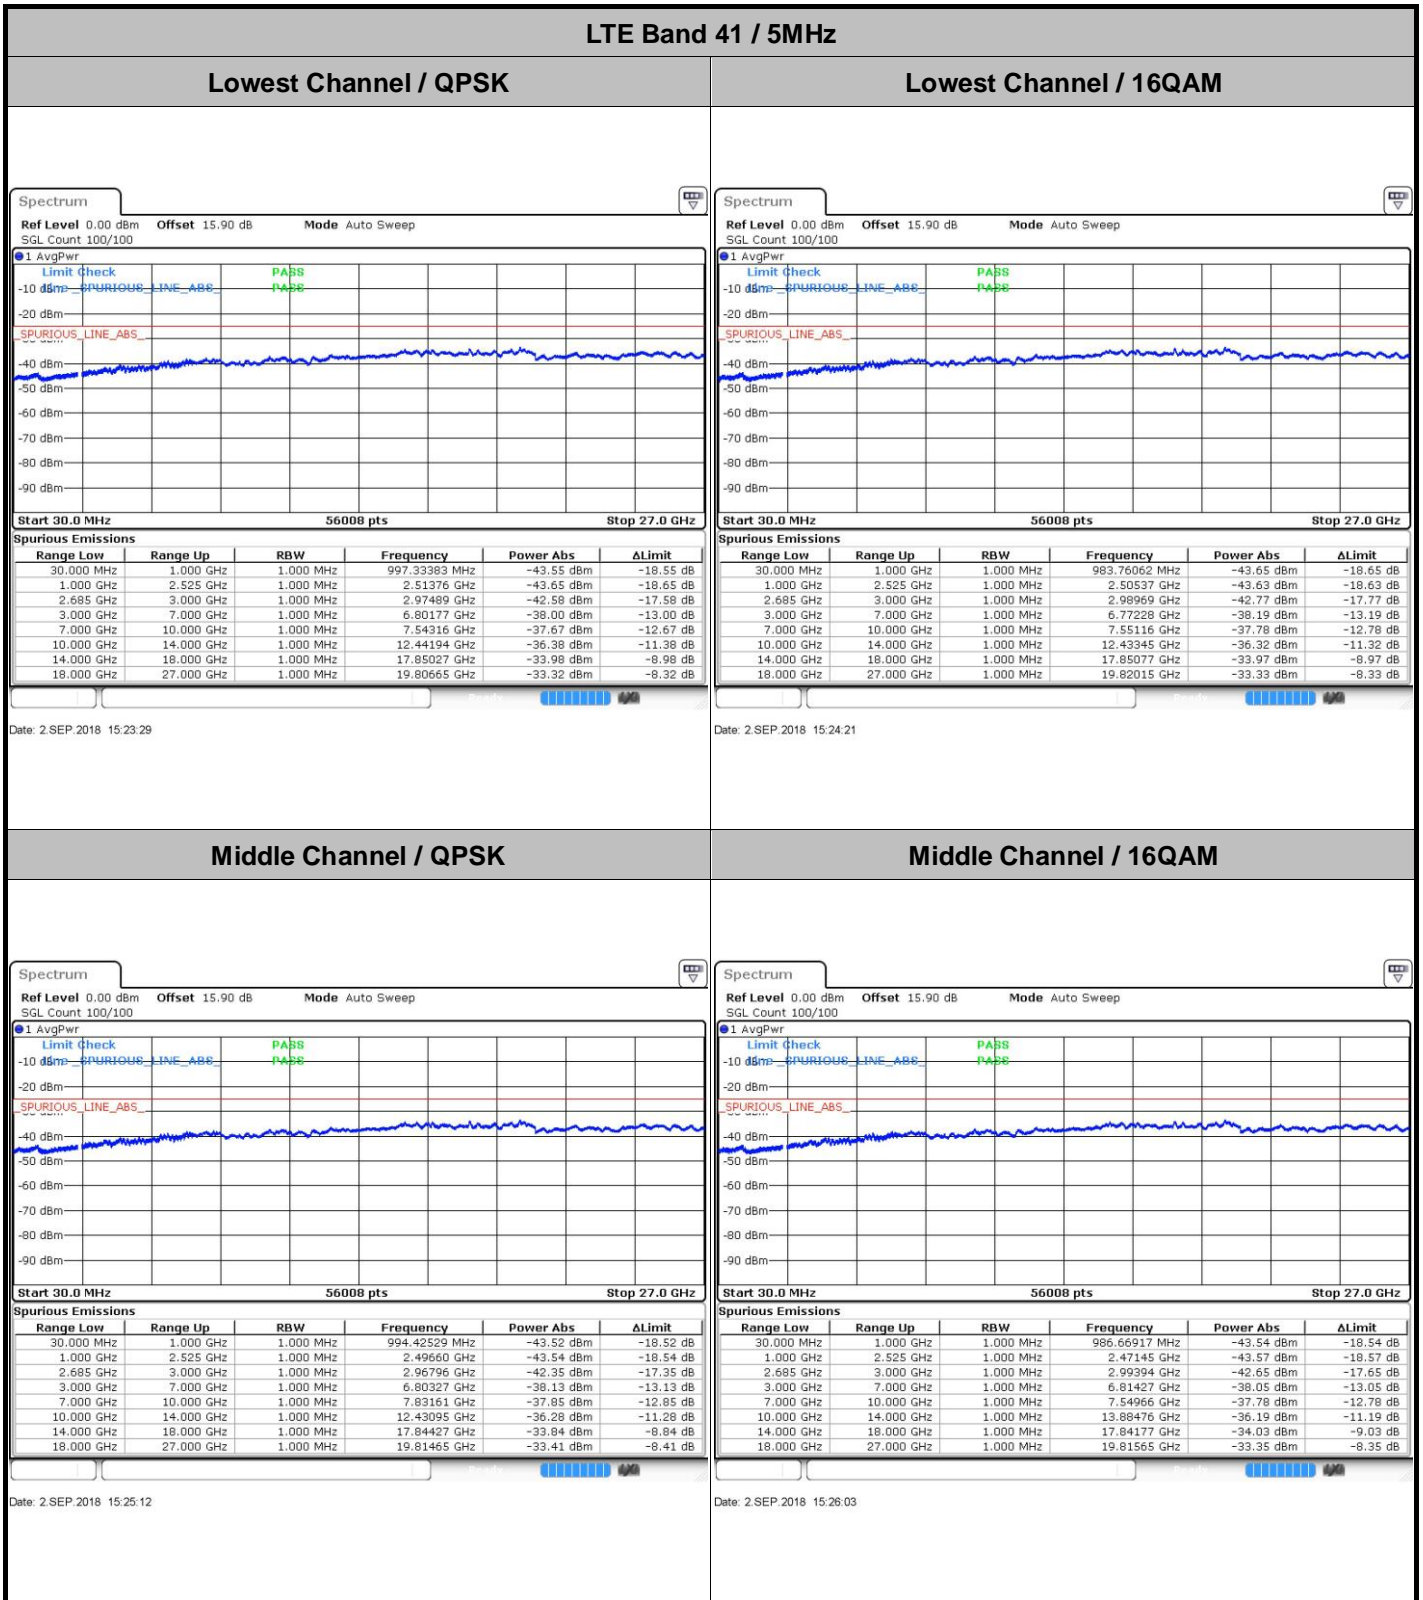 LTE Band 41 / 5MHz
Lowest Channel / QPSK
Lowest Channel / 16QAM
Spectrum
Ref Level 0.00 dBm Offset 15.90 dB Mode Auto Sweep
SGL Count 100/100
1 AvgPwr
Limit Check PASS
-10 dBm Line _SPURIOUS_LINE_ABS_ PASS
-20 dBm
_SPURIOUS_LINE_ABS_
-40 dBm
-50 dBm
-60 dBm
-70 dBm
-80 dBm
-90 dBm
Start 30.0 MHz 56008 pts Stop 27.0 GHz
Spurious Emissions
Range Low Range Up RBW Frequency Power Abs ΔLimit
30.000 MHz 1.000 GHz 1.000 MHz 997.33383 MHz -43.55 dBm -18.55 dB
1.000 GHz 2.525 GHz 1.000 MHz 2.51376 GHz -43.65 dBm -18.65 dB
2.685 GHz 3.000 GHz 1.000 MHz 2.97489 GHz -42.58 dBm -17.58 dB
3.000 GHz 7.000 GHz 1.000 MHz 6.80177 GHz -38.00 dBm -13.00 dB
7.000 GHz 10.000 GHz 1.000 MHz 7.54316 GHz -37.67 dBm -12.67 dB
10.000 GHz 14.000 GHz 1.000 MHz 12.44194 GHz -36.38 dBm -11.38 dB
14.000 GHz 18.000 GHz 1.000 MHz 17.85027 GHz -33.98 dBm -8.98 dB
18.000 GHz 27.000 GHz 1.000 MHz 19.80665 GHz -33.32 dBm -8.32 dB
Date: 2.SEP.2018 15:23:29
Spectrum
Ref Level 0.00 dBm Offset 15.90 dB Mode Auto Sweep
SGL Count 100/100
1 AvgPwr
Limit Check PASS
-10 dBm Line _SPURIOUS_LINE_ABS_ PASS
-20 dBm
_SPURIOUS_LINE_ABS_
-40 dBm
-50 dBm
-60 dBm
-70 dBm
-80 dBm
-90 dBm
Start 30.0 MHz 56008 pts Stop 27.0 GHz
Spurious Emissions
Range Low Range Up RBW Frequency Power Abs ΔLimit
30.000 MHz 1.000 GHz 1.000 MHz 983.76062 MHz -43.65 dBm -18.65 dB
1.000 GHz 2.525 GHz 1.000 MHz 2.50537 GHz -43.63 dBm -18.63 dB
2.685 GHz 3.000 GHz 1.000 MHz 2.98969 GHz -42.77 dBm -17.77 dB
3.000 GHz 7.000 GHz 1.000 MHz 6.77228 GHz -38.19 dBm -13.19 dB
7.000 GHz 10.000 GHz 1.000 MHz 7.55116 GHz -37.78 dBm -12.78 dB
10.000 GHz 14.000 GHz 1.000 MHz 12.43345 GHz -36.32 dBm -11.32 dB
14.000 GHz 18.000 GHz 1.000 MHz 17.85077 GHz -33.97 dBm -8.97 dB
18.000 GHz 27.000 GHz 1.000 MHz 19.82015 GHz -33.33 dBm -8.33 dB
Date: 2.SEP.2018 15:24:21
Middle Channel / QPSK
Middle Channel / 16QAM
Spectrum
Ref Level 0.00 dBm Offset 15.90 dB Mode Auto Sweep
SGL Count 100/100
1 AvgPwr
Limit Check PASS
-10 dBm Line _SPURIOUS_LINE_ABS_ PASS
-20 dBm
_SPURIOUS_LINE_ABS_
-40 dBm
-50 dBm
-60 dBm
-70 dBm
-80 dBm
-90 dBm
Start 30.0 MHz 56008 pts Stop 27.0 GHz
Spurious Emissions
Range Low Range Up RBW Frequency Power Abs ΔLimit
30.000 MHz 1.000 GHz 1.000 MHz 994.42529 MHz -43.52 dBm -18.52 dB
1.000 GHz 2.525 GHz 1.000 MHz 2.49660 GHz -43.54 dBm -18.54 dB
2.685 GHz 3.000 GHz 1.000 MHz 2.96796 GHz -42.35 dBm -17.35 dB
3.000 GHz 7.000 GHz 1.000 MHz 6.80327 GHz -38.13 dBm -13.13 dB
7.000 GHz 10.000 GHz 1.000 MHz 7.83161 GHz -37.85 dBm -12.85 dB
10.000 GHz 14.000 GHz 1.000 MHz 12.43095 GHz -36.28 dBm -11.28 dB
14.000 GHz 18.000 GHz 1.000 MHz 17.84427 GHz -33.84 dBm -8.84 dB
18.000 GHz 27.000 GHz 1.000 MHz 19.81465 GHz -33.41 dBm -8.41 dB
Date: 2.SEP.2018 15:25:12
Spectrum
Ref Level 0.00 dBm Offset 15.90 dB Mode Auto Sweep
SGL Count 100/100
1 AvgPwr
Limit Check PASS
-10 dBm Line _SPURIOUS_LINE_ABS_ PASS
-20 dBm
_SPURIOUS_LINE_ABS_
-40 dBm
-50 dBm
-60 dBm
-70 dBm
-80 dBm
-90 dBm
Start 30.0 MHz 56008 pts Stop 27.0 GHz
Spurious Emissions
Range Low Range Up RBW Frequency Power Abs ΔLimit
30.000 MHz 1.000 GHz 1.000 MHz 986.66917 MHz -43.54 dBm -18.54 dB
1.000 GHz 2.525 GHz 1.000 MHz 2.47145 GHz -43.57 dBm -18.57 dB
2.685 GHz 3.000 GHz 1.000 MHz 2.99394 GHz -42.65 dBm -17.65 dB
3.000 GHz 7.000 GHz 1.000 MHz 6.81427 GHz -38.05 dBm -13.05 dB
7.000 GHz 10.000 GHz 1.000 MHz 7.54966 GHz -37.78 dBm -12.78 dB
10.000 GHz 14.000 GHz 1.000 MHz 13.88476 GHz -36.19 dBm -11.19 dB
14.000 GHz 18.000 GHz 1.000 MHz 17.84177 GHz -34.03 dBm -9.03 dB
18.000 GHz 27.000 GHz 1.000 MHz 19.81565 GHz -33.35 dBm -8.35 dB
Date: 2.SEP.2018 15:26:03